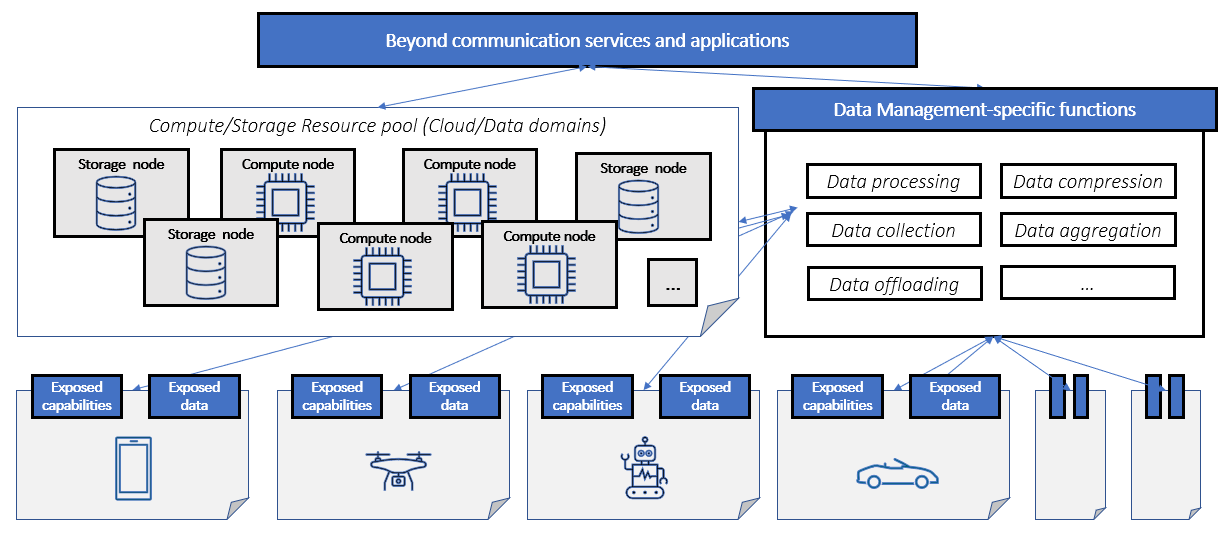 Beyond communication services and applications
Compute/Storage Resource pool (Cloud/Data domains)
Data Management-specific functions
Storage node
Compute node
Compute node
Storage node
Storage node
Compute node
Compute node
...
Data processing
Data compression
Data collection
Data aggregation
Data offloading
...
Exposed
capabilities
Exposed
data
Exposed
capabilities
Exposed
data
Exposed
capabilities
Exposed
data
Exposed
capabilities
Exposed
data